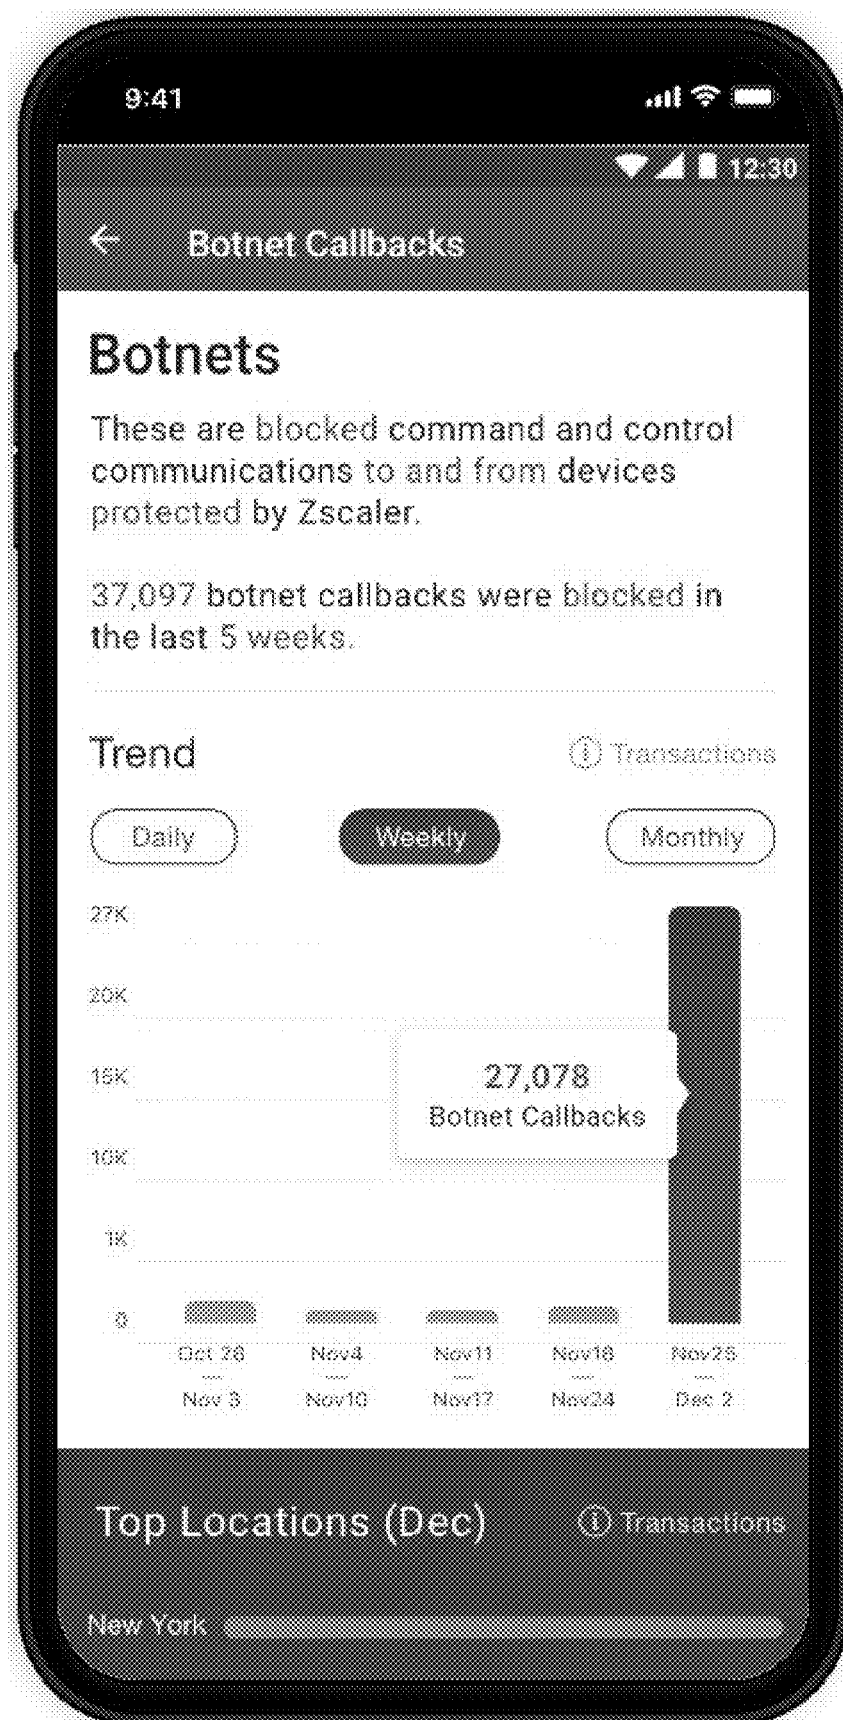 9:41
12:30
Botnet Callbacks
Botnets
These are blocked command and control
communications to and from devices
protected by Zscaler.
37,097 botnet callbacks were blocked in
the last 5 weeks.
Trend
Transactions
Daily
Weekly
Monthly
27K
20K
15K
10K
1K
0
27,078
Botnet Callbacks
Oct 26 Nov4 Nov11 Nov18 Nov25
— — — — —
Nov 3 Nov10 Nov17 Nov24 Dec 2
Top Locations (Dec)
Transactions
New York